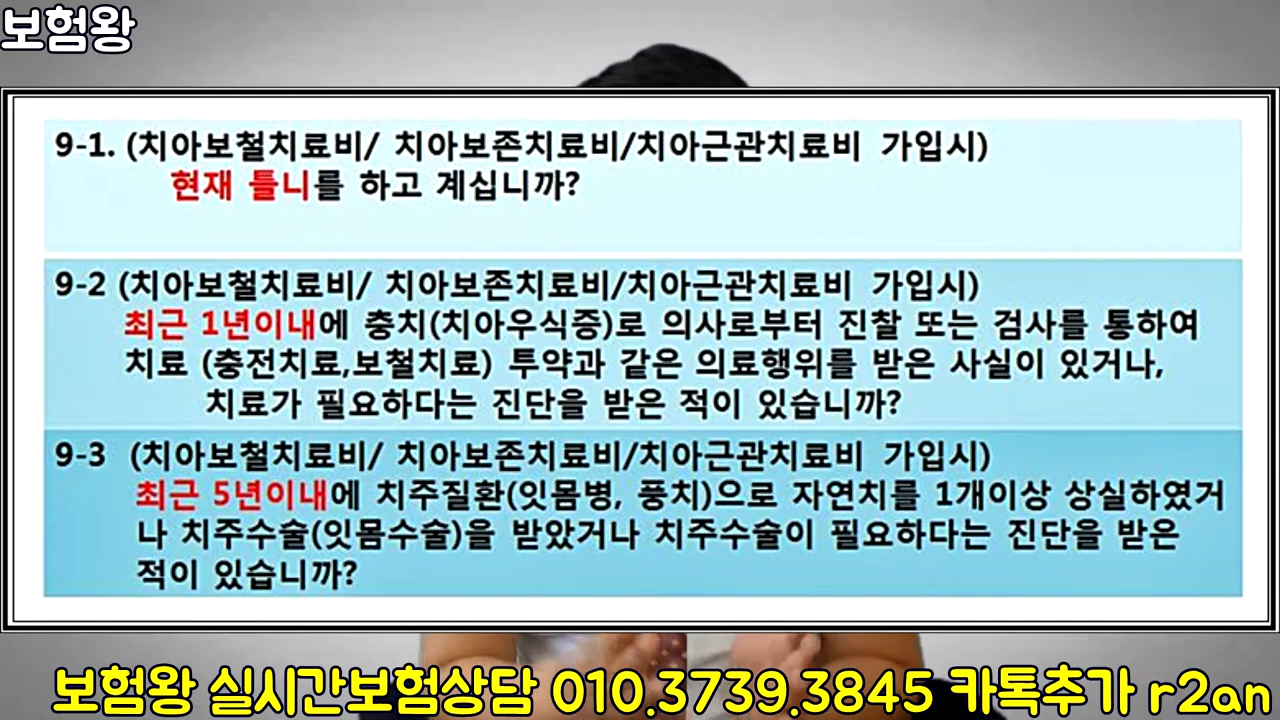 보험왕
9-1. (치아보철치료비/ 치아보존치료비/치아근관치료비 가입시)
현재 틀니를 하고 계십니까?
9-2 (치아보철치료비/ 치아보존치료비/치아근관치료비 가입시)
최근 1년이내에 충치(치아우식증)로 의사로부터 진찰 또는 검사를 통하여
치료 (충전치료,보철치료) 투약과 같은 의료행위를 받은 사실이 있거나,
치료가 필요하다는 진단을 받은 적이 있습니까?
9-3 (치아보철치료비/ 치아보존치료비/치아근관치료비 가입시)
최근 5년이내에 치주질환(잇몸병, 풍치)으로 자연치를 1개이상 상실하였거
나 치주수술(잇몸수술)을 받았거나 치주수술이 필요하다는 진단을 받은
적이 있습니까?
보험왕 실시간보험상담 010.3739.3845 카톡추가 r2an